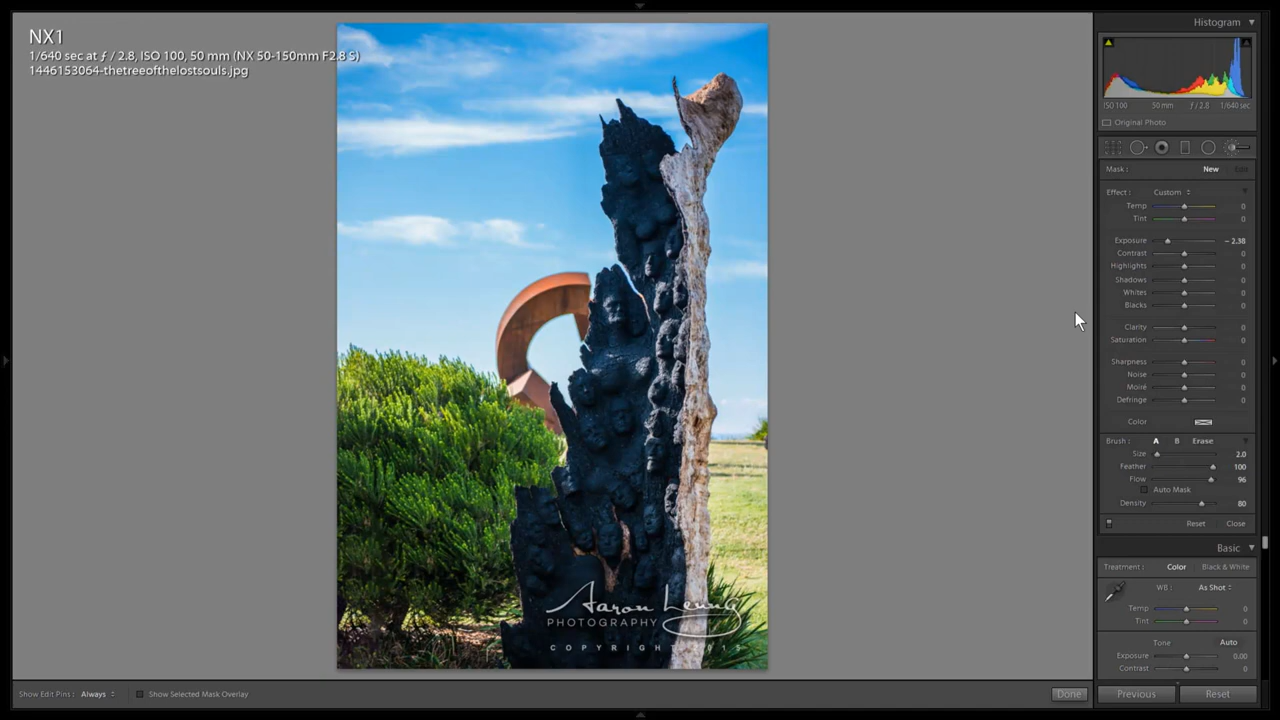 NX1
1/640 sec at ƒ / 2.8, ISO 100, 50 mm (NX 50-150mm F2.8 S)
1446153064-thetreeofthelostsouls.jpg
Aaron Leung
PHOTOGRAPHY
COPYRIGHT 2015
Histogram
ISO 100 50 mm ƒ / 2.8 1/640 sec
Original Photo
Mask : New Edit
Effect : Custom
Temp 0
Tint 0
Exposure – 2.38
Contrast 0
Highlights 0
Shadows 0
Whites 0
Blacks 0
Clarity 0
Saturation 0
Sharpness 0
Noise 0
Moiré 0
Defringe 0
Color
Brush : A B Erase
Size 2.0
Feather 100
Flow 96
Auto Mask
Density 80
Reset Close
Basic
Treatment : Color Black & White
WB : As Shot
Temp 0
Tint 0
Tone Auto
Exposure 0.00
Contrast 0
Previous Reset
Show Edit Pins : Always Show Selected Mask Overlay Done